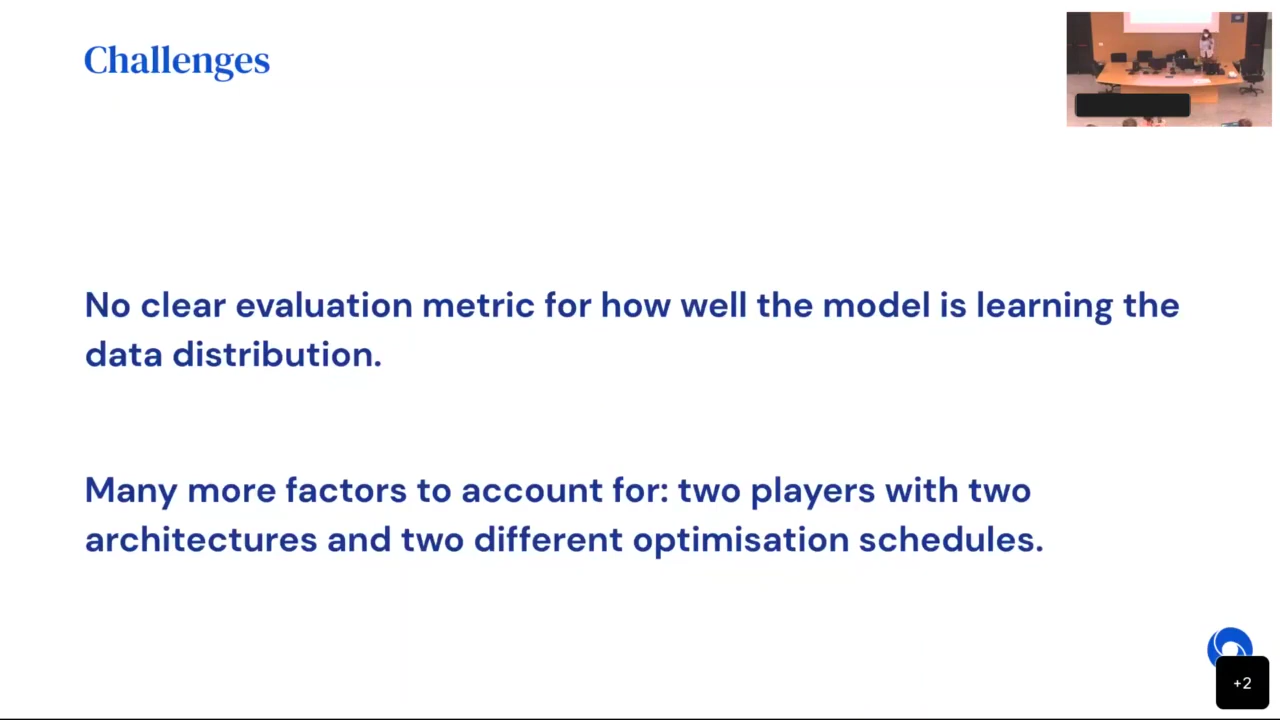 Challenges
No clear evaluation metric for how well the model is learning the
data distribution.
Many more factors to account for: two players with two
architectures and two different optimisation schedules.
+2